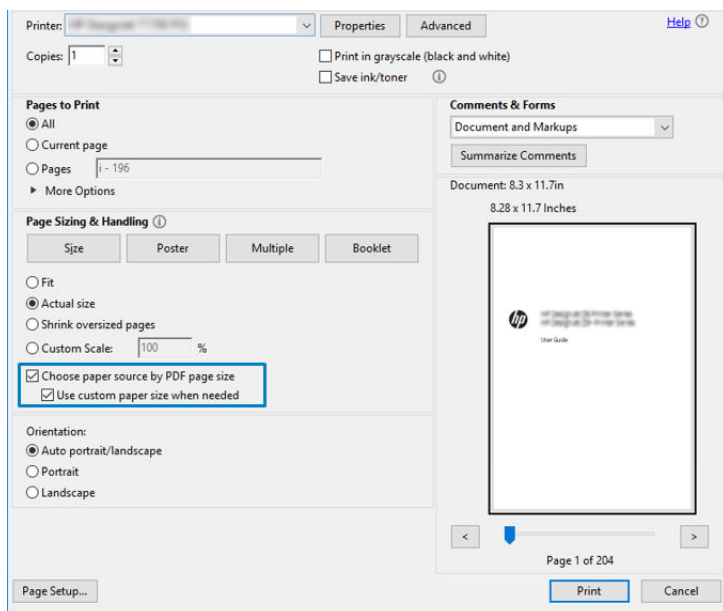 Printer:
Properties
Advanced
Help
Copies: 1
Print in grayscale (black and white)
Save ink/toner
Pages to Print
All
Current page
Pages i - 196
More Options
Page Sizing & Handling
Size Poster Multiple Booklet
Fit
Actual size
Shrink oversized pages
Custom Scale: 100 %
Choose paper source by PDF page size
Use custom paper size when needed
Orientation:
Auto portrait/landscape
Portrait
Landscape
Page Setup...
Comments & Forms
Document and Markups
Summarize Comments
Document: 8.3 x 11.7in
8.28 x 11.7 Inches
hp
User Guide
< >
Page 1 of 204
Print Cancel